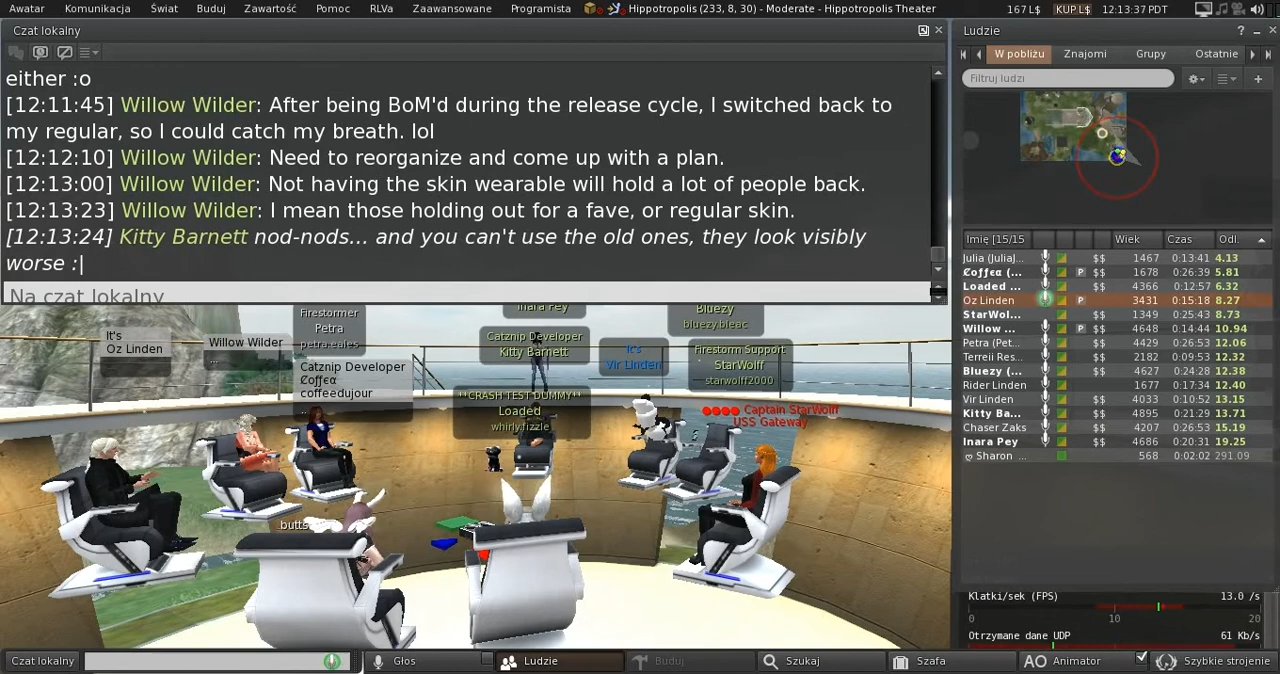 Awatar Komunikacja Świat Buduj Zawartość Pomoc RLVa Zaawansowane Programista Hippotropolis (233, 8, 30) - Moderate - Hippotropolis Theater 167 L$ KUP L$ 12:13:37 PDT
Czat lokalny
either :o
[12:11:45] Willow Wilder: After being BoM'd during the release cycle, I switched back to
my regular, so I could catch my breath. lol
[12:12:10] Willow Wilder: Need to reorganize and come up with a plan.
[12:13:00] Willow Wilder: Not having the skin wearable will hold a lot of people back.
[12:13:23] Willow Wilder: I mean those holding out for a fave, or regular skin.
[12:13:24] Kitty Barnett nod-nods... and you can't use the old ones, they look visibly
worse :|
Na czat lokalny
Ludzie
W pobliżu Znajomi Grupy Ostatnie
Filtruj ludzi
Imię [15/15 Wiek Czas Odl.
Julia (JuliaJ... $$ 1467 0:13:41 4.13
Ȼσffєα (... P $$ 1678 0:26:39 5.81
Loaded ... $$ 4366 0:12:57 6.32
Oz Linden P 3431 0:15:18 8.27
StarWol... $$ 1349 0:25:43 8.73
Willow ... P $$ 4648 0:14:44 10.94
Petra (Pet... $$ 4429 0:26:53 12.06
Terreii Res... $$ 2182 0:09:53 12.32
Bluezy (... $$ 4627 0:24:28 12.38
Rider Linden 1677 0:17:34 12.40
Vir Linden $$ 4033 0:10:52 13.15
Kitty Ba... $$ 4895 0:21:29 13.71
Chaser Zaks $$ 4207 0:26:53 15.19
Inara Pey $$ 4686 0:20:31 19.25
ღ Sharon ... 568 0:02:02 291.09
Klatki/sek (FPS) 13.0 /s
0 10 20
Otrzymane dane UDP 61 Kb/s
It's
Oz Linden
...
Willow Wilder
Firestormer
Petra
petra.eales
Catznip Developer
Ȼσffєα
coffeedujour
...
Inara Pey
Catznip Developer
Kitty Barnett
**CRASH TEST DUMMY**
Loaded
whirly.fizzle
It's
Vir Linden
Bluezy
bluezy.bleac
Firestorm Support
StarWolff
starwolff2000
Captain StarWolff
USS Gateway
butts
Czat lokalny Głos Ludzie Buduj Szukaj Szafa AO Animator Szybkie strojenie